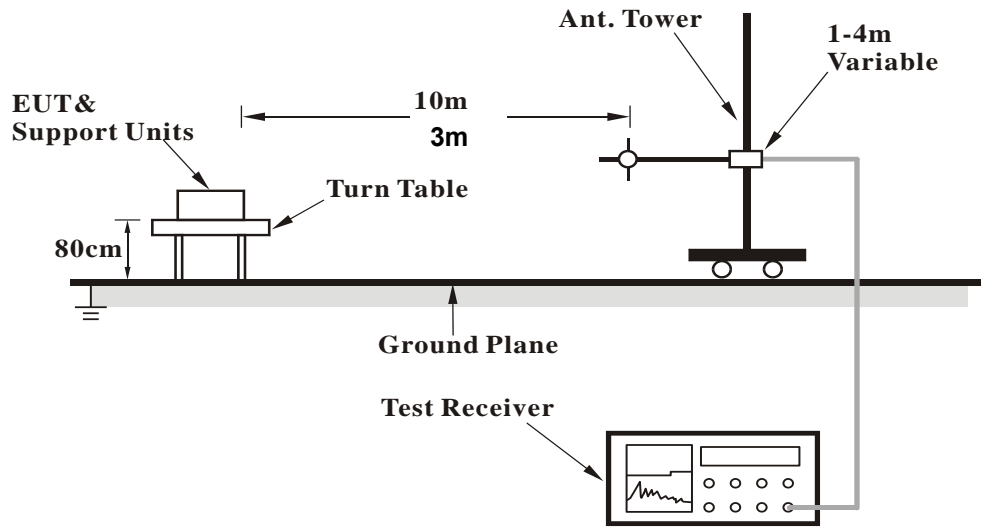 Ant. Tower
1-4m
Variable
EUT&
Support Units
10m
3m
Turn Table
80cm
Ground Plane
Test Receiver